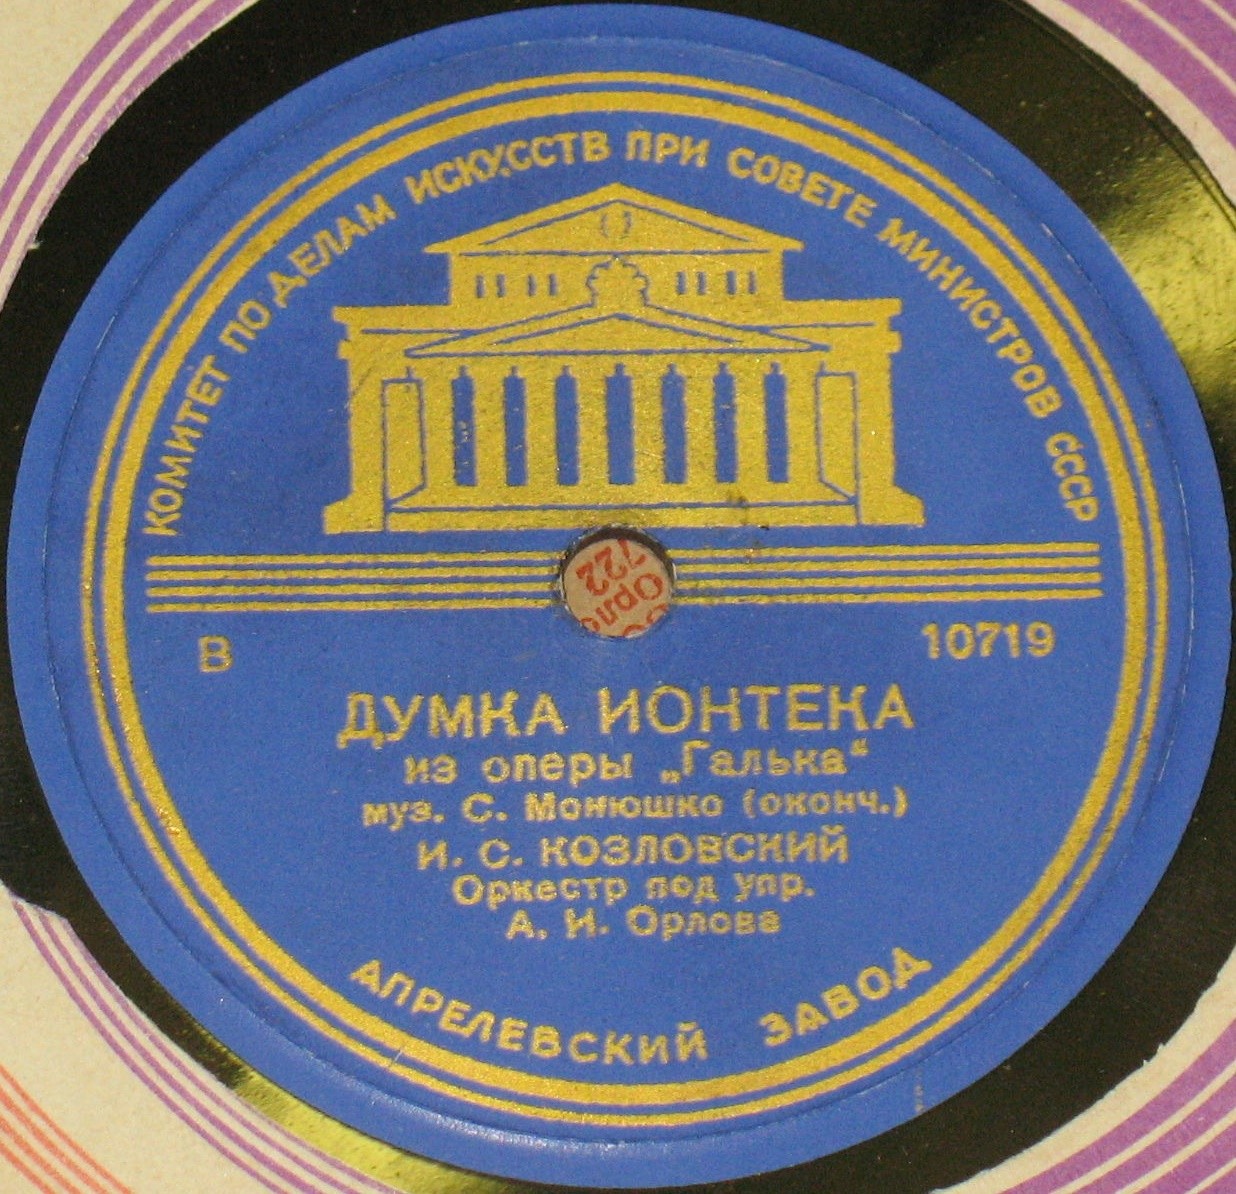 КОМИТЕТ ПО ДЕЛАМ ИСКУССТВ ПРИ СОВЕТЕ МИНИСТРОВ СССР
722
В 10719
ДУМКА ИОНТЕКА
из оперы „Галька“
муз. С. Монюшко (оконч.)
И. С. КОЗЛОВСКИЙ
Оркестр под упр.
А. И. Орлова
АПРЕЛЕВСКИЙ ЗАВОД